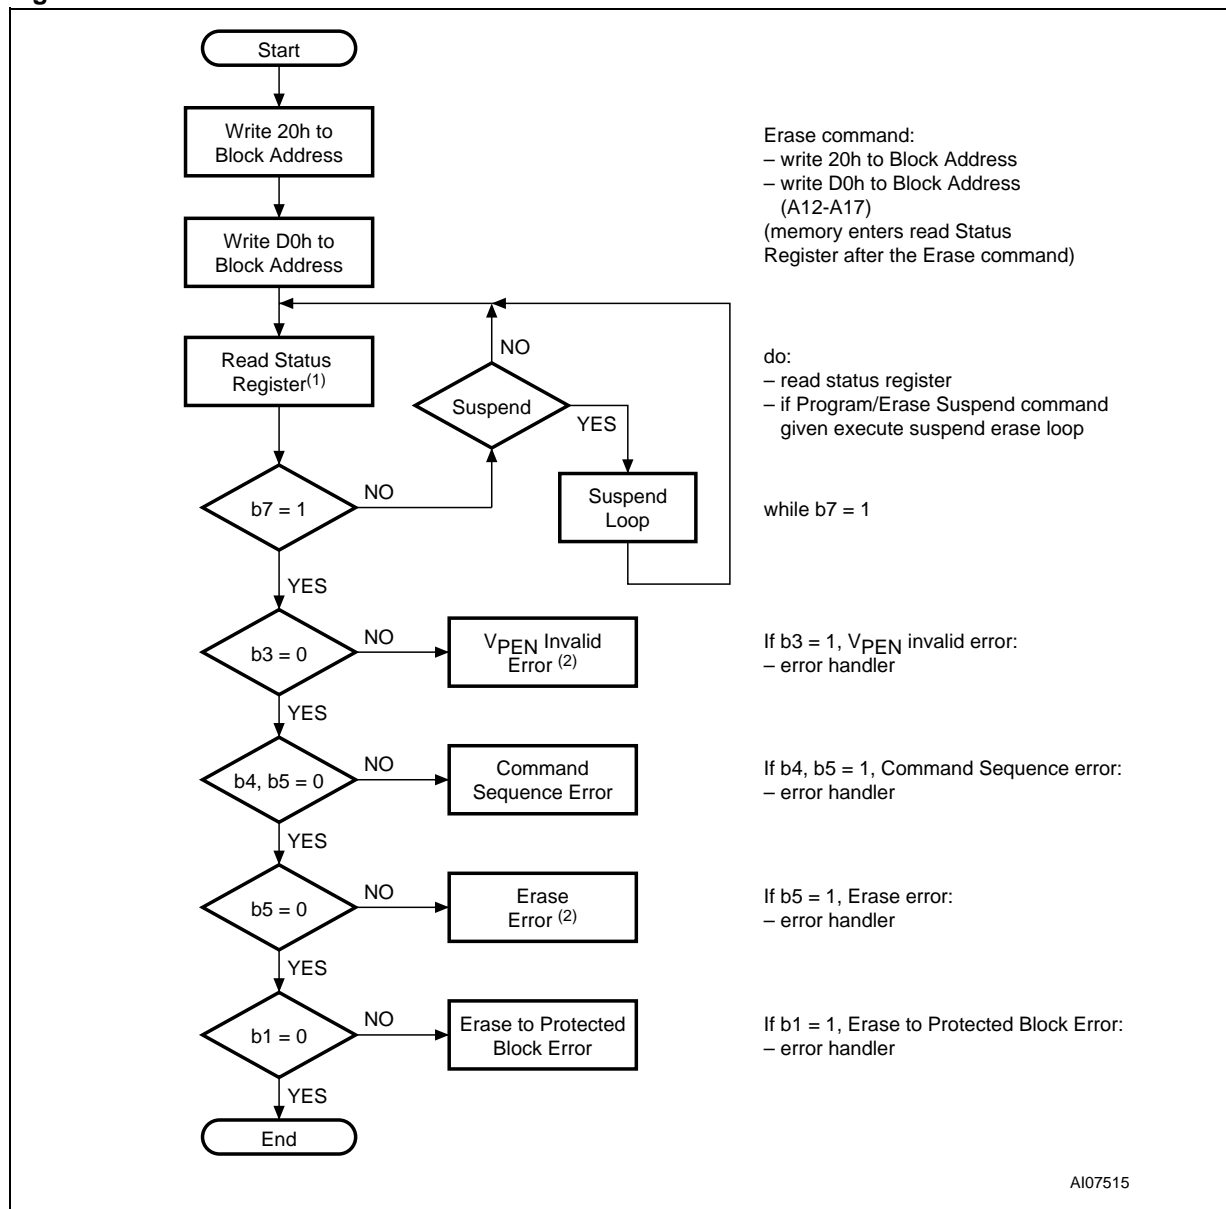 Start
Write 20h to
Block Address
Erase command:
– write 20h to Block Address
– write D0h to Block Address
(A12-A17)
(memory enters read Status
Register after the Erase command)
Write D0h to
Block Address
Read Status
Register(1)
NO
Suspend
YES
do:
– read status register
– if Program/Erase Suspend command
given execute suspend erase loop
b7 = 1
NO
Suspend
Loop
while b7 = 1
YES
b3 = 0
NO
VPEN Invalid
Error (2)
If b3 = 1, VPEN invalid error:
– error handler
YES
b4, b5 = 0
NO
Command
Sequence Error
If b4, b5 = 1, Command Sequence error:
– error handler
YES
b5 = 0
NO
Erase
Error (2)
If b5 = 1, Erase error:
– error handler
YES
b1 = 0
NO
Erase to Protected
Block Error
If b1 = 1, Erase to Protected Block Error:
– error handler
YES
End
AI07515